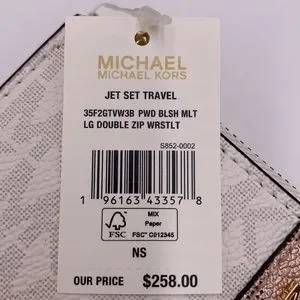 MICHAEL
MICHAEL KORS
JET SET TRAVEL
35F2GTVW3B PWD BLSH MLT
LG DOUBLE ZIP WRSTLT
S852-0002
1 96163 43357 8
FSC
MIX
Paper
FSC™ C012345
NS
OUR PRICE $258.00